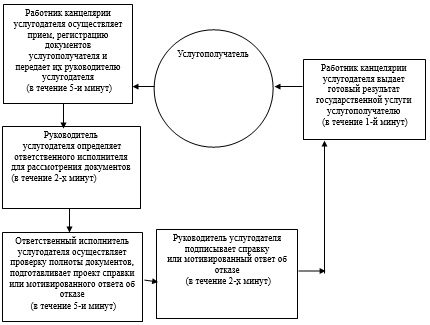 Работник канцелярии
услугодателя осуществляет
прием, регистрацию
документов
услугополучателя и
передает их руководителю
услугодателя
(в течение 5-и минут)
Услугополучатель
Работник канцелярии
услугодателя выдает
готовый результат
государственной услуги
услугополучателю
(в течение 1-й минут)
Руководитель
услугодателя определяет
ответственного исполнителя
для рассмотрения документов
(в течение 2-х минут)
Ответственный исполнитель
услугодателя осуществляет
проверку полноты документов,
подготавливает проект справки
или мотивированного ответа об
отказе
(в течение 5-и минут)
Руководитель услугодателя
подписывает справку
или мотивированный ответ об
отказе
(в течение 2-х минут)